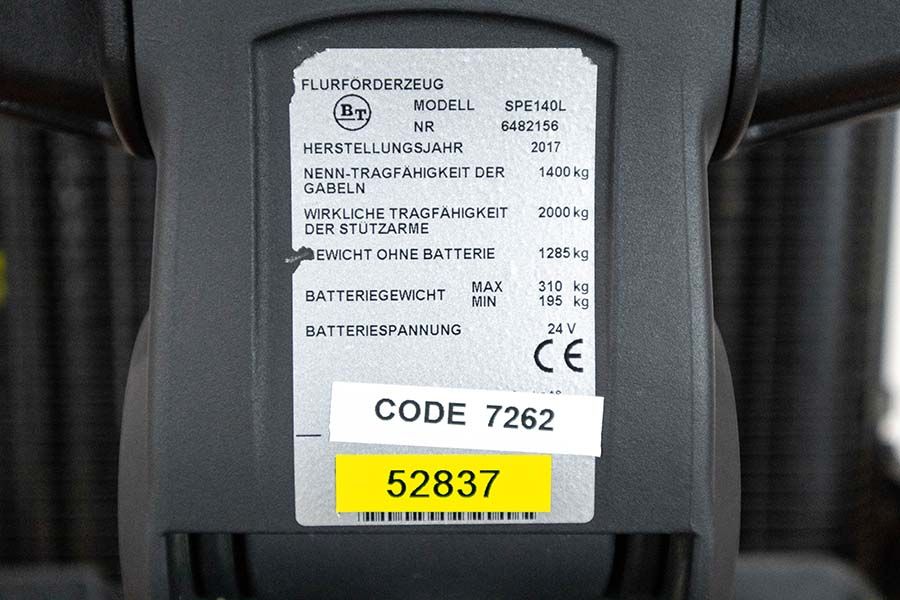 FLURFÖRDERZEUG
BT MODELL SPE140L
NR 6482156
HERSTELLUNGSJAHR 2017
NENN-TRAGFÄHIGKEIT DER 1400 kg
GABELN
WIRKLICHE TRAGFÄHIGKEIT 2000 kg
DER STÜTZARME
EWICHT OHNE BATTERIE 1285 kg
BATTERIEGEWICHT MAX 310 kg
MIN 195 kg
BATTERIESPANNUNG 24 V
CE
CODE 7262
52837